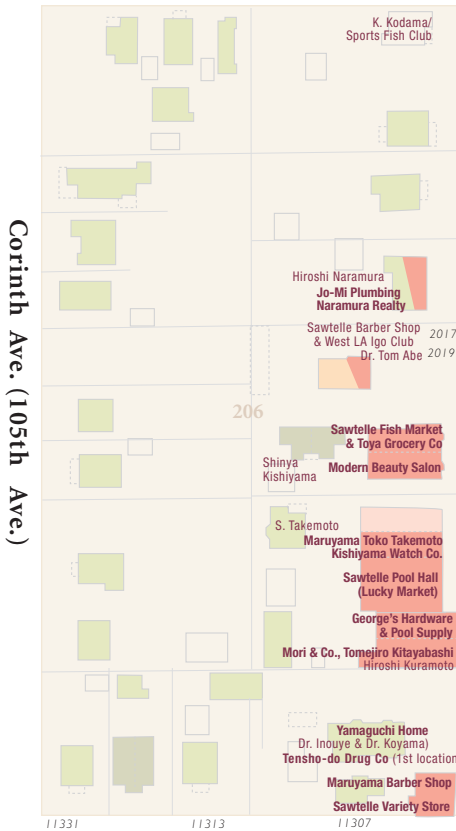 K. Kodama/
Sports Fish Club
Hiroshi Naramura
Jo-Mi Plumbing
Naramura Realty
Sawtelle Barber Shop
& West LA Igo Club
Dr. Tom Abe
2017
2019
206
Sawtelle Fish Market
& Toya Grocery Co
Modern Beauty Salon
Shinya
Kishiyama
S. Takemoto
Maruyama Toko Takemoto
Kishiyama Watch Co.
Sawtelle Pool Hall
(Lucky Market)
George's Hardware
& Pool Supply
Mori & Co., Tomejiro Kitayabashi
Hiroshi Kuramoto
Yamaguchi Home
Dr. Inouye & Dr. Koyama)
Tensho-do Drug Co (1st location
Maruyama Barber Shop
Sawtelle Variety Store
11331
11313
11307
Corinth Ave. (105th Ave.)